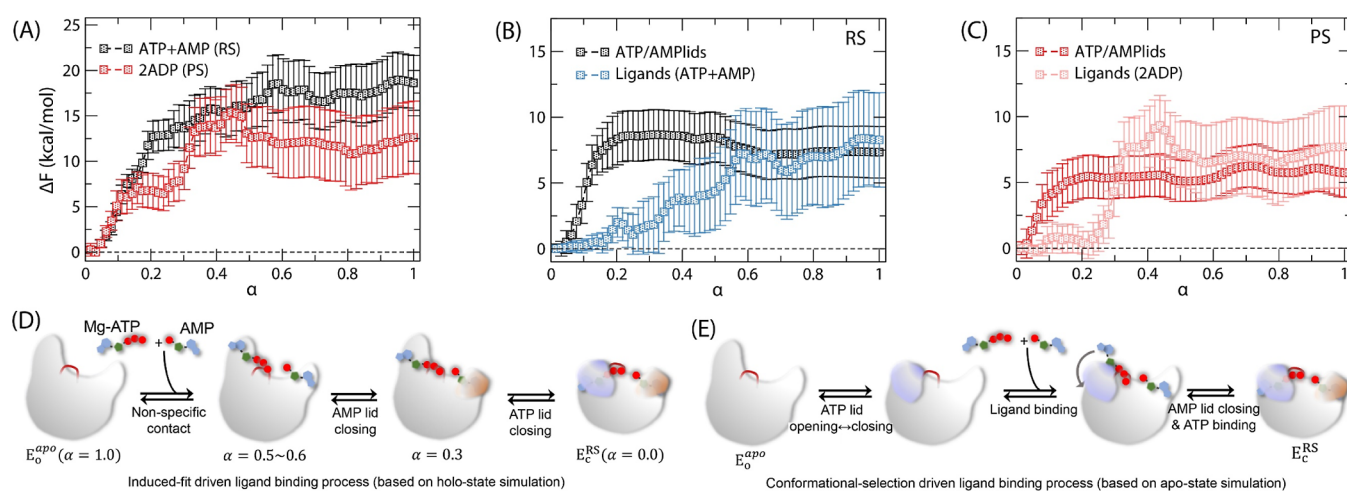 (A)
25
20
15
10
5
0
ΔF (kcal/mol)
ATP+AMP (RS)
2ADP (PS)
0 0.2 0.4 0.6 0.8 1
α
(B)
RS
15
10
5
0
ATP/AMPlids
Ligands (ATP+AMP)
0 0.2 0.4 0.6 0.8 1
α
(C)
PS
15
10
5
0
ATP/AMPlids
Ligands (2ADP)
0 0.2 0.4 0.6 0.8 1
α
(D)
Mg-ATP + AMP
Non-specific
contact
AMP lid
closing
ATP lid
closing
E_o^apo(α = 1.0)
α = 0.5~0.6
α = 0.3
E_c^RS(α = 0.0)
Induced-fit driven ligand binding process (based on holo-state simulation)
(E)
+
ATP lid
opening↔closing
Ligand binding
AMP lid closing
& ATP binding
E_o^apo
E_c^RS
Conformational-selection driven ligand binding process (based on apo-state simulation)